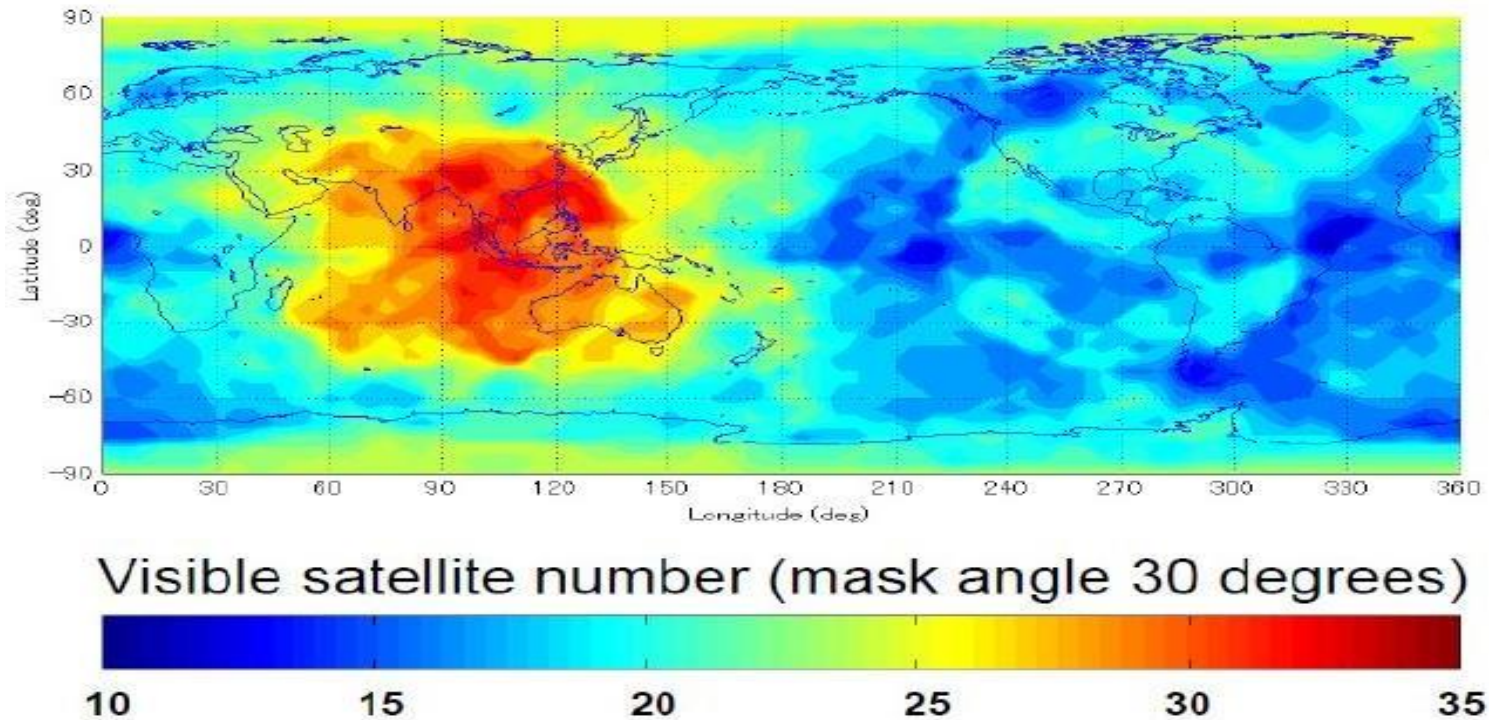 90
60
30
0
-30
-60
-90
Latitude (deg)
0 30 60 90 120 150 180 210 240 270 300 330 360
Longitude (deg)
Visible satellite number (mask angle 30 degrees)
10 15 20 25 30 35